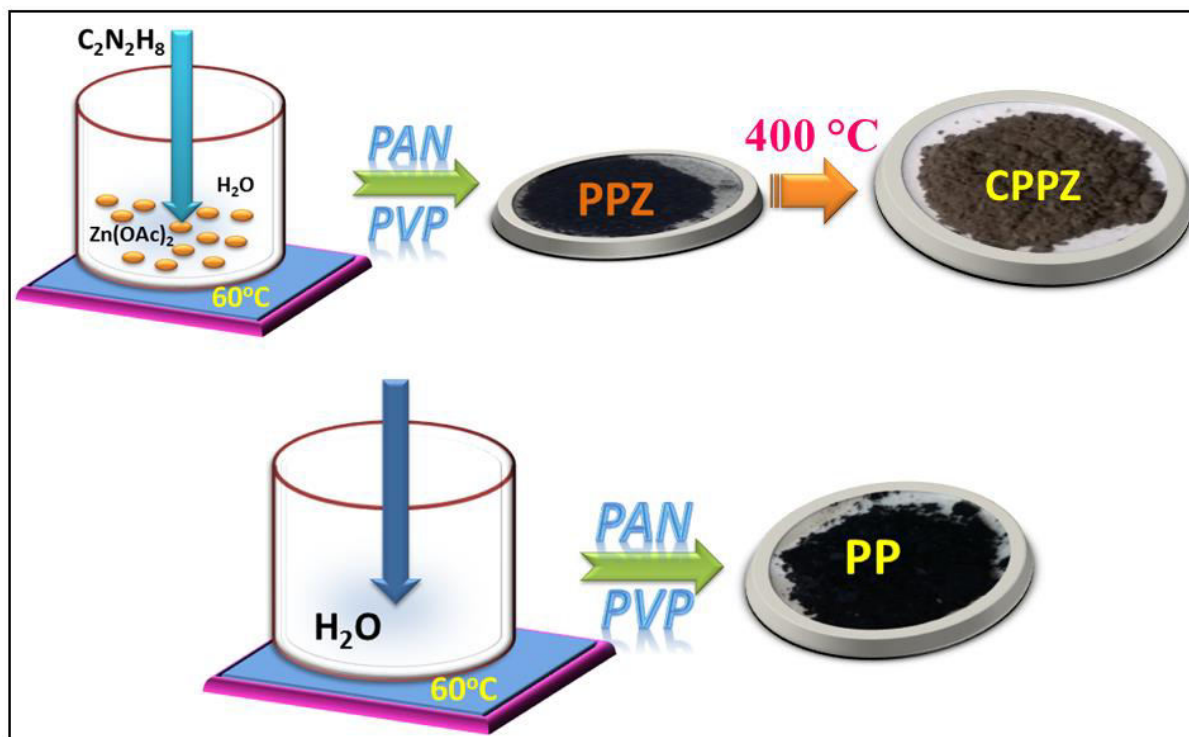 C₂N₂H₈
H₂O
Zn(OAc)₂
60°C
PAN
PVP
PPZ
400 °C
CPPZ
H₂O
60°C
PAN
PVP
PP